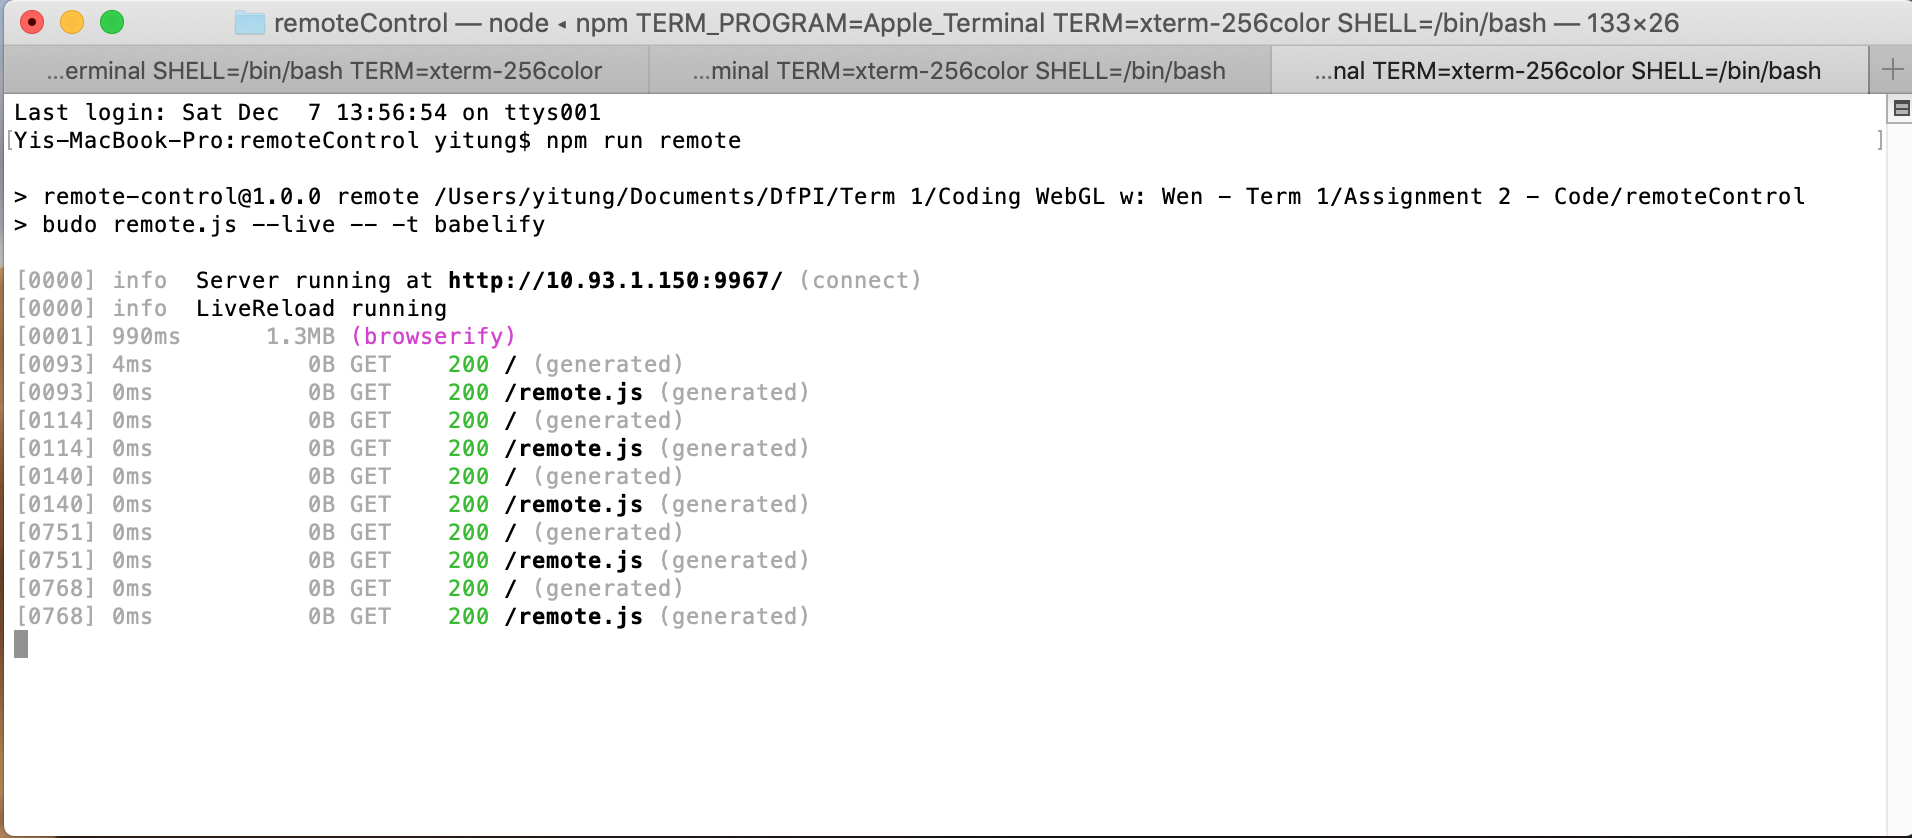 remoteControl — node ◂ npm TERM_PROGRAM=Apple_Terminal TERM=xterm-256color SHELL=/bin/bash — 133×26
...erminal SHELL=/bin/bash TERM=xterm-256color
...minal TERM=xterm-256color SHELL=/bin/bash
...nal TERM=xterm-256color SHELL=/bin/bash
Last login: Sat Dec  7 13:56:54 on ttys001
[Yis-MacBook-Pro:remoteControl yitung$ npm run remote ]
> remote-control@1.0.0 remote /Users/yitung/Documents/DfPI/Term 1/Coding WebGL w: Wen - Term 1/Assignment 2 - Code/remoteControl
> budo remote.js --live -- -t babelify
[0000] info  Server running at http://10.93.1.150:9967/ (connect)
[0000] info  LiveReload running
[0001] 990ms      1.3MB (browserify)
[0093] 4ms           0B GET    200 / (generated)
[0093] 0ms           0B GET    200 /remote.js (generated)
[0114] 0ms           0B GET    200 / (generated)
[0114] 0ms           0B GET    200 /remote.js (generated)
[0140] 0ms           0B GET    200 / (generated)
[0140] 0ms           0B GET    200 /remote.js (generated)
[0751] 0ms           0B GET    200 / (generated)
[0751] 0ms           0B GET    200 /remote.js (generated)
[0768] 0ms           0B GET    200 / (generated)
[0768] 0ms           0B GET    200 /remote.js (generated)